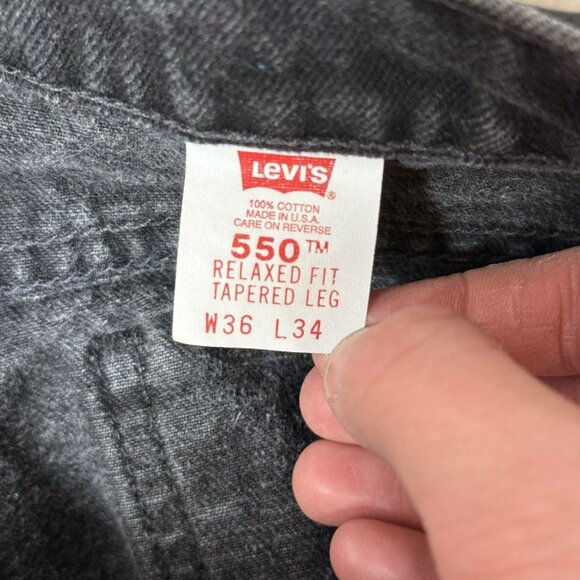 Levi's ®
100% COTTON
MADE IN U.S.A.
CARE ON REVERSE
550™
RELAXED FIT
TAPERED LEG
W36 L34